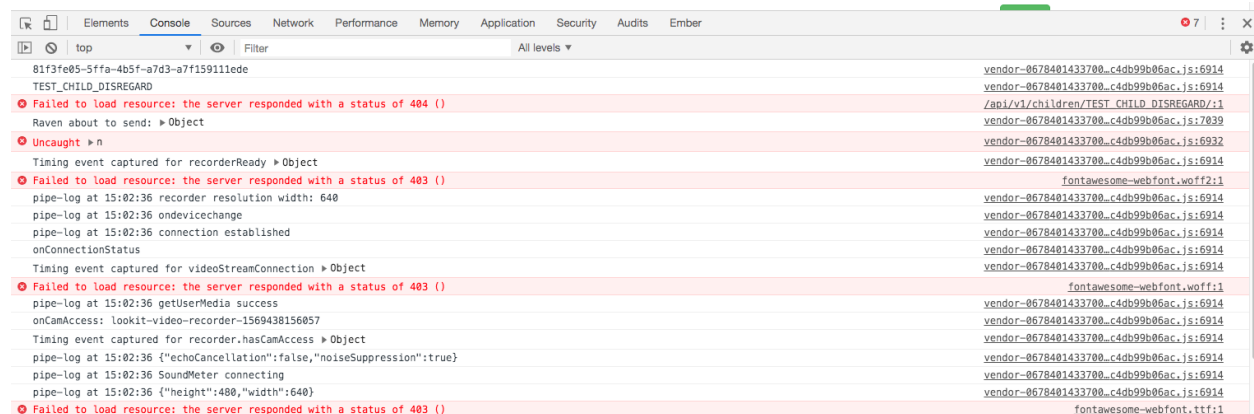 Elements Console Sources Network Performance Memory Application Security Audits Ember 7
top Filter All levels
81f3fe05-5ffa-4b5f-a7d3-a7f159111ede vendor-0678401433700…c4db99b06ac.js:6914
TEST_CHILD_DISREGARD vendor-0678401433700…c4db99b06ac.js:6914
Failed to load resource: the server responded with a status of 404 () /api/v1/children/TEST_CHILD_DISREGARD/:1
Raven about to send: ▶Object vendor-0678401433700…c4db99b06ac.js:7039
Uncaught ▶n vendor-0678401433700…c4db99b06ac.js:6932
Timing event captured for recorderReady ▶Object vendor-0678401433700…c4db99b06ac.js:6914
Failed to load resource: the server responded with a status of 403 () fontawesome-webfont.woff2:1
pipe-log at 15:02:36 recorder resolution width: 640 vendor-0678401433700…c4db99b06ac.js:6914
pipe-log at 15:02:36 ondevicechange vendor-0678401433700…c4db99b06ac.js:6914
pipe-log at 15:02:36 connection established vendor-0678401433700…c4db99b06ac.js:6914
onConnectionStatus vendor-0678401433700…c4db99b06ac.js:6914
Timing event captured for videoStreamConnection ▶Object vendor-0678401433700…c4db99b06ac.js:6914
Failed to load resource: the server responded with a status of 403 () fontawesome-webfont.woff:1
pipe-log at 15:02:36 getUserMedia success vendor-0678401433700…c4db99b06ac.js:6914
onCamAccess: lookit-video-recorder-1569438156057 vendor-0678401433700…c4db99b06ac.js:6914
Timing event captured for recorder.hasCamAccess ▶Object vendor-0678401433700…c4db99b06ac.js:6914
pipe-log at 15:02:36 {"echoCancellation":false,"noiseSuppression":true} vendor-0678401433700…c4db99b06ac.js:6914
pipe-log at 15:02:36 SoundMeter connecting vendor-0678401433700…c4db99b06ac.js:6914
pipe-log at 15:02:36 {"height":480,"width":640} vendor-0678401433700…c4db99b06ac.js:6914
Failed to load resource: the server responded with a status of 403 () fontawesome-webfont.ttf:1